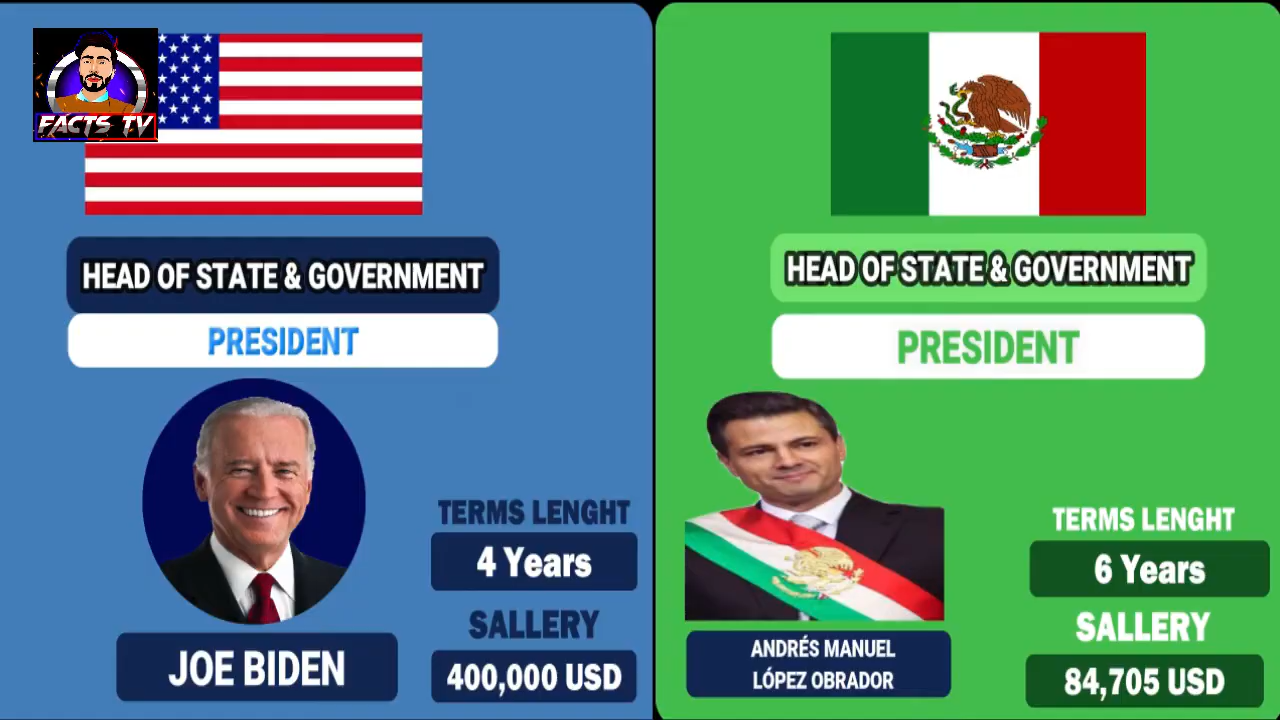 FACTS TV
HEAD OF STATE & GOVERNMENT
PRESIDENT
TERMS LENGHT
4 Years
SALLERY
JOE BIDEN
400,000 USD
HEAD OF STATE & GOVERNMENT
PRESIDENT
TERMS LENGHT
6 Years
SALLERY
ANDRÉS MANUEL
LÓPEZ OBRADOR
84,705 USD